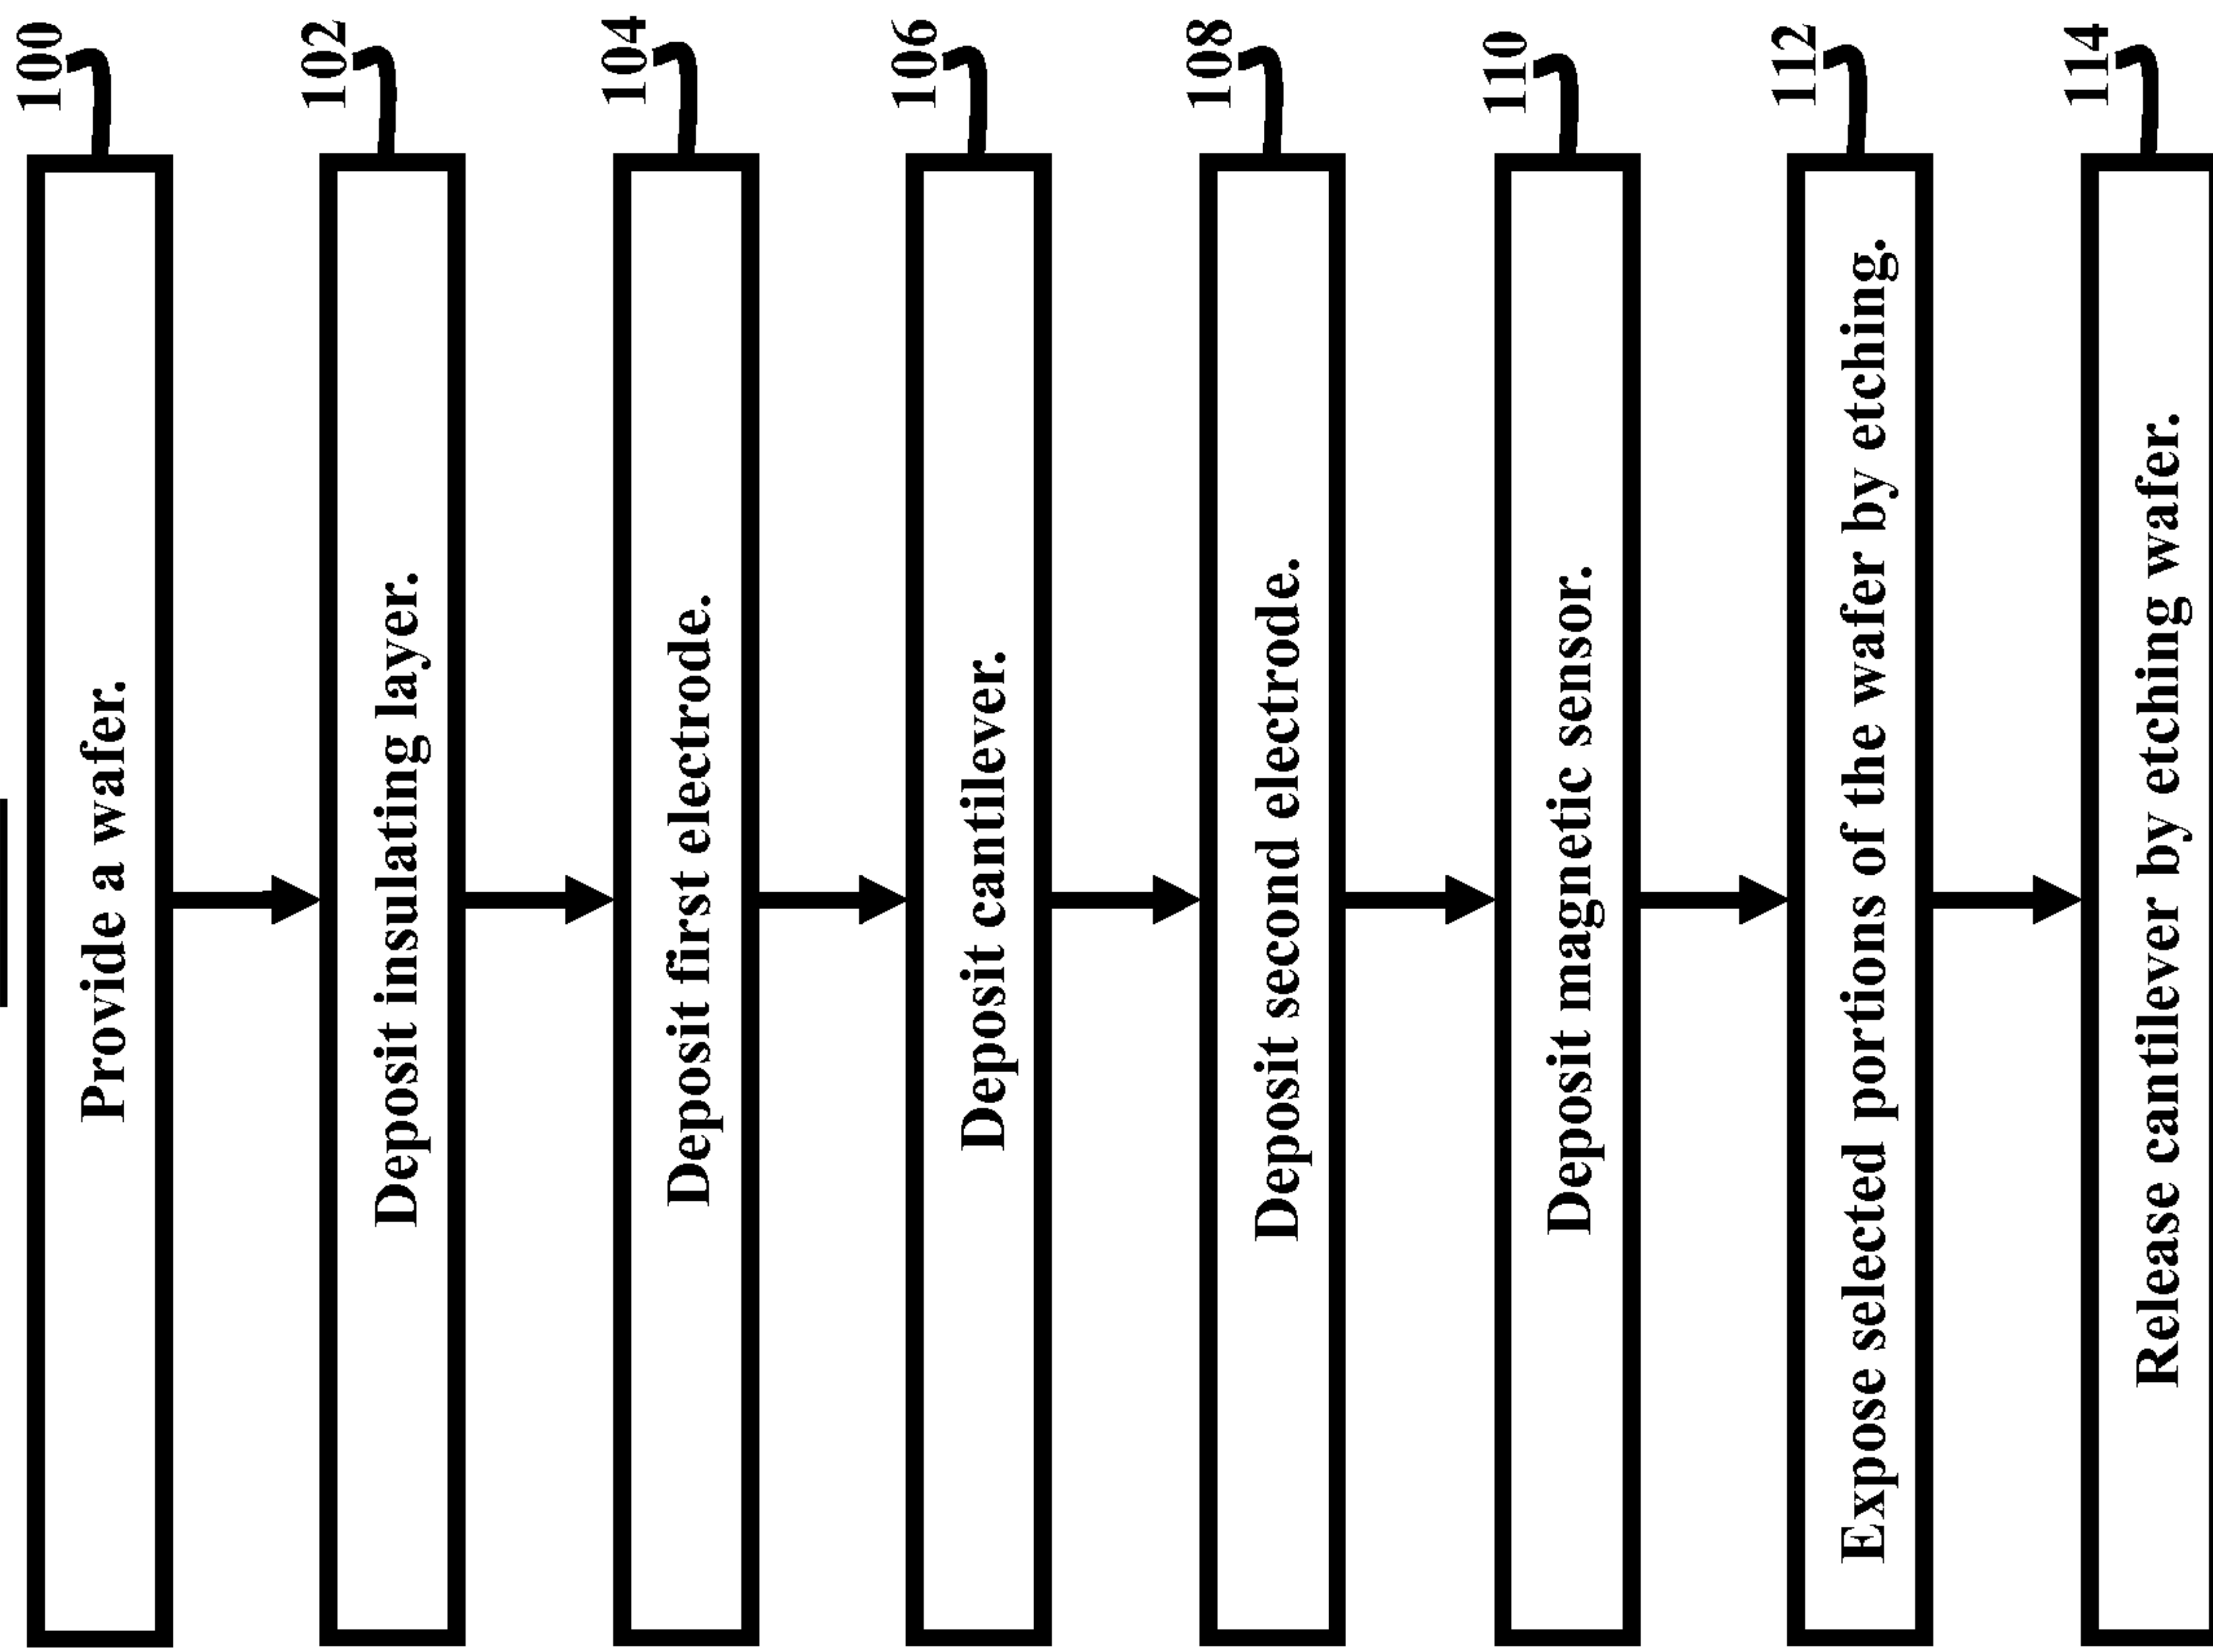 100
Provide a wafer.
102
Deposit insulating layer.
104
Deposit first electrode.
106
Deposit cantilever.
108
Deposit second electrode.
110
Deposit magnetic sensor.
112
Expose selected portions of the wafer by etching.
114
Release cantilever by etching wafer.